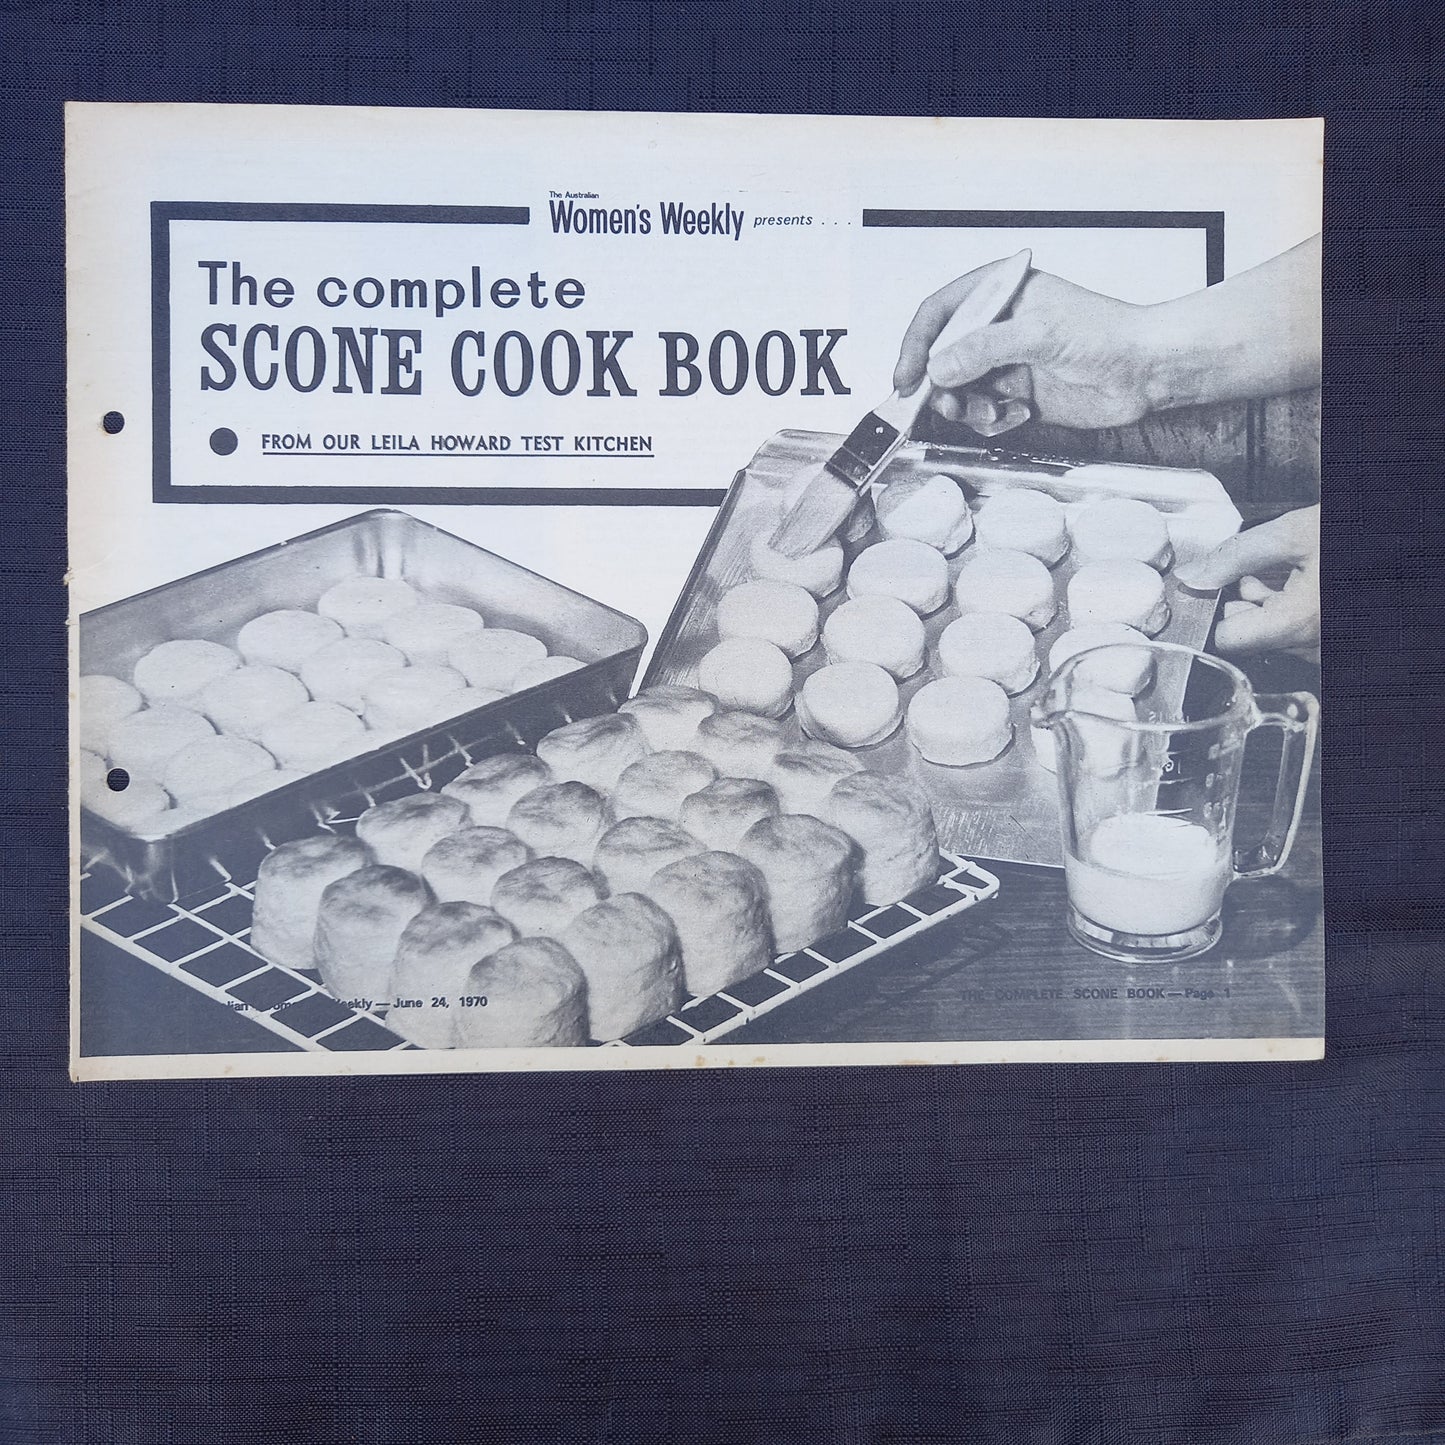 The Australian
Women's Weekly presents . . .
The complete
SCONE COOK BOOK
● FROM OUR LEILA HOWARD TEST KITCHEN
— June 24, 1970
THE COMPLETE SCONE BOOK — Page 1